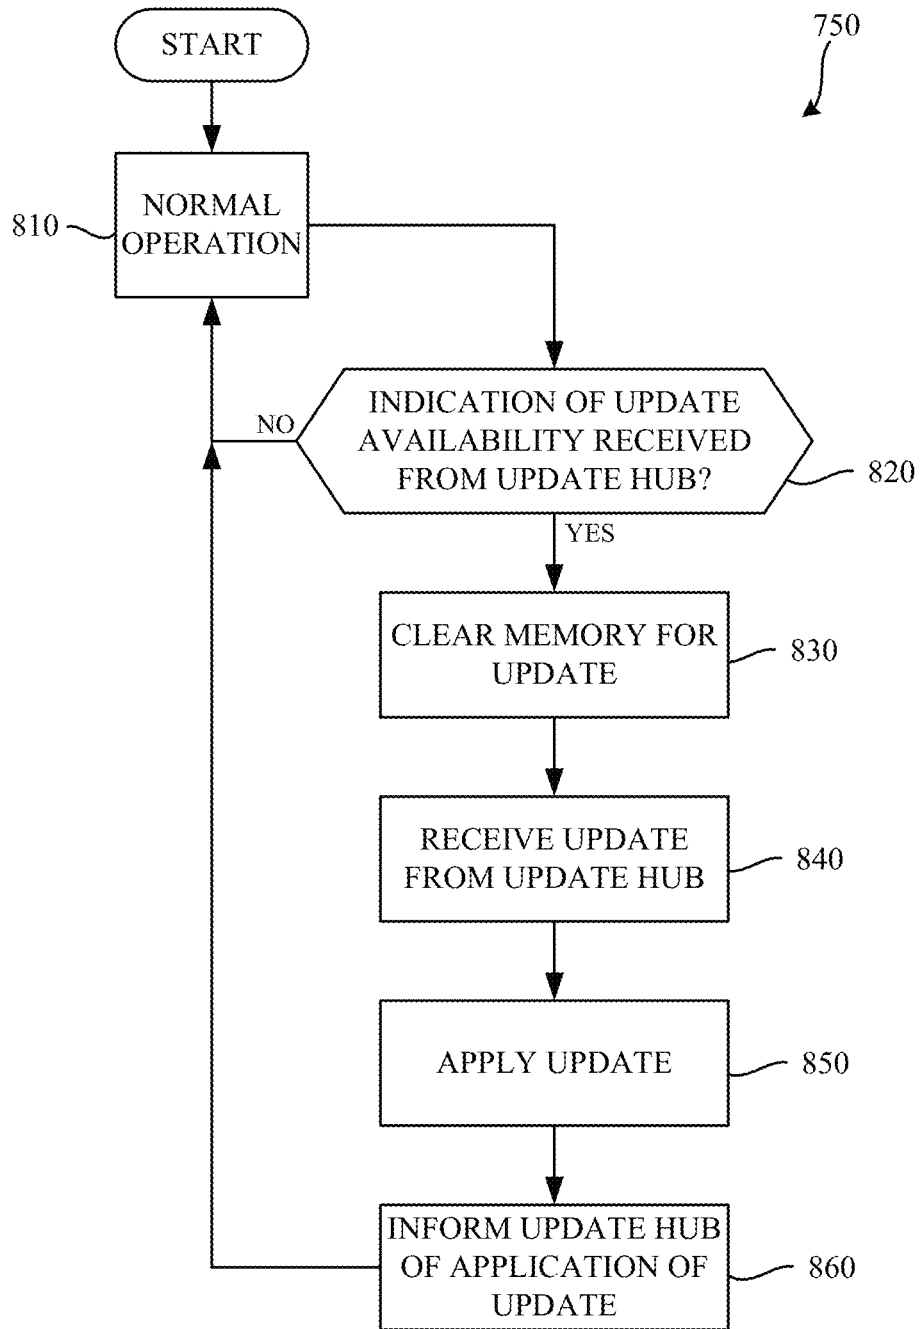 START
750
NORMAL
OPERATION
810
INDICATION OF UPDATE
AVAILABILITY RECEIVED
FROM UPDATE HUB?
NO
820
YES
CLEAR MEMORY FOR
UPDATE
830
RECEIVE UPDATE
FROM UPDATE HUB
840
APPLY UPDATE
850
INFORM UPDATE HUB
OF APPLICATION OF
UPDATE
860